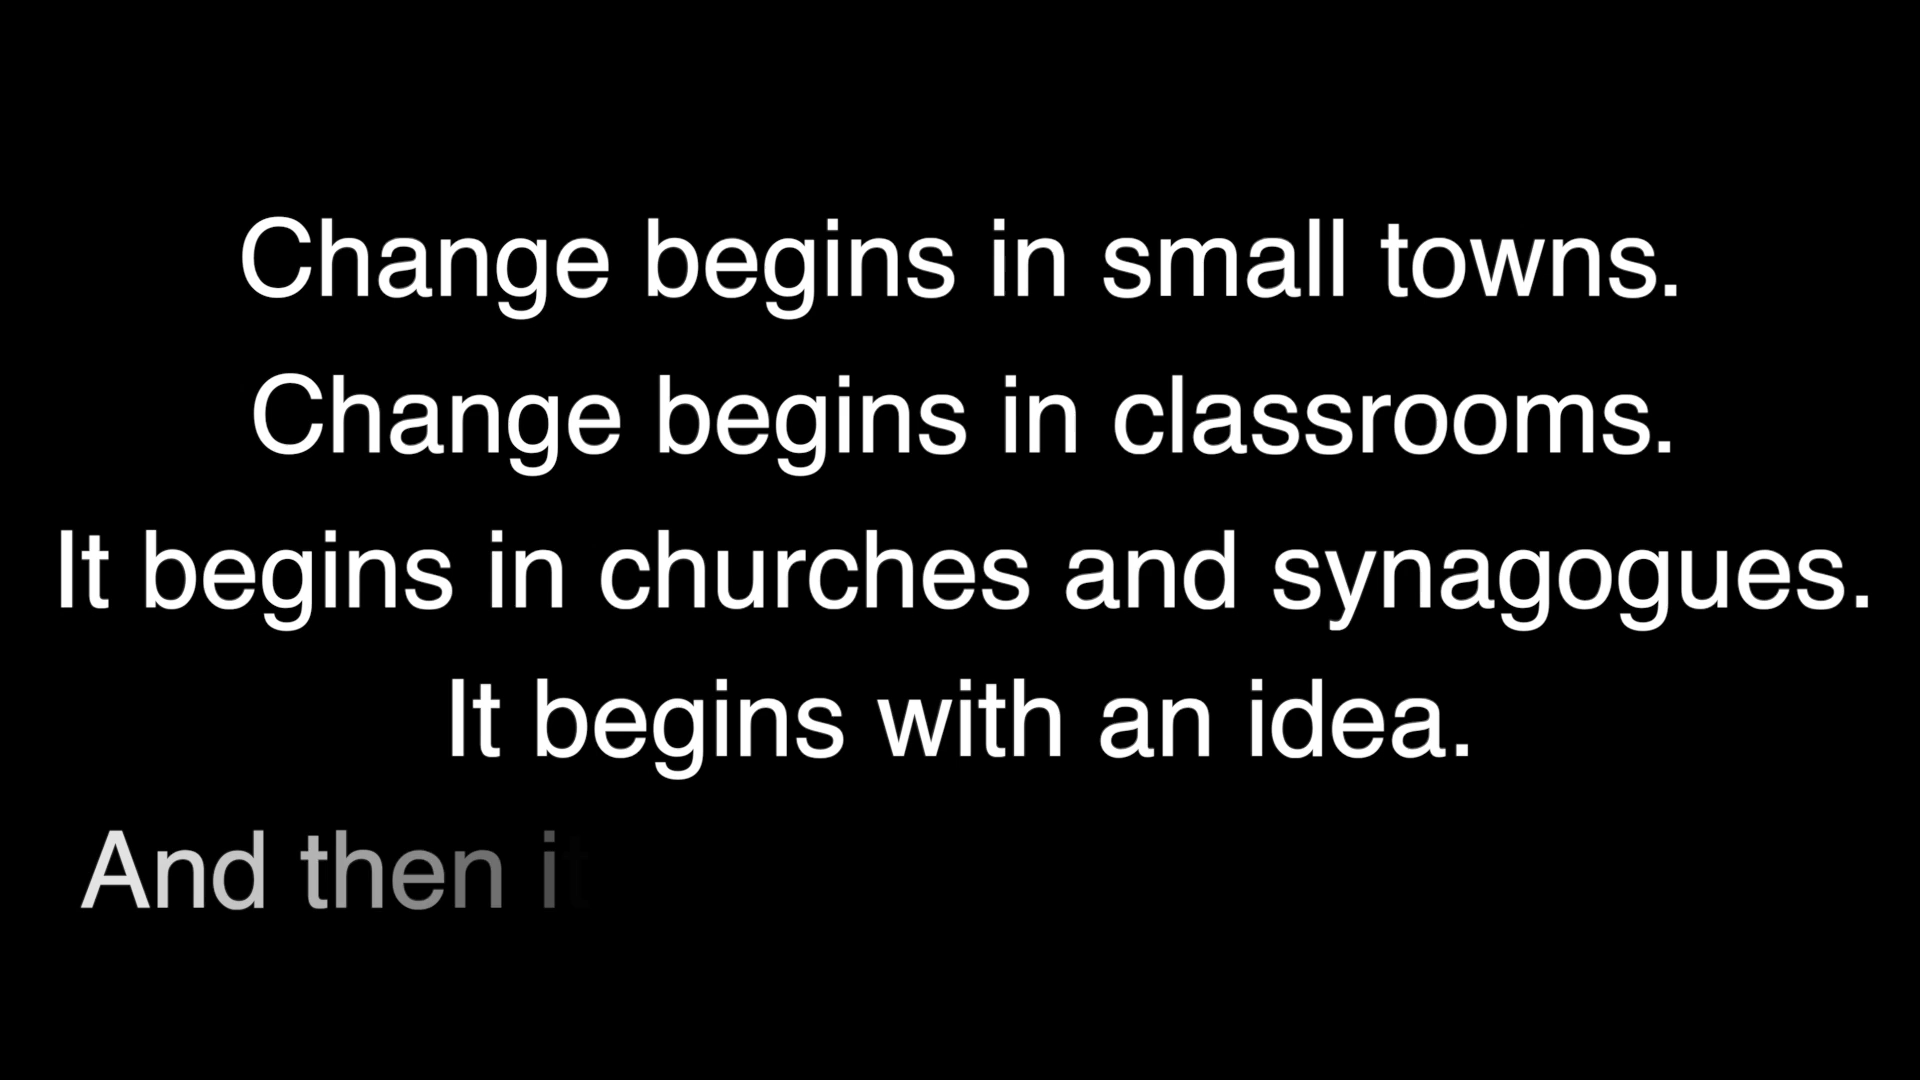 Change begins in small towns.
Change begins in classrooms.
It begins in churches and synagogues.
It begins with an idea.
And then it